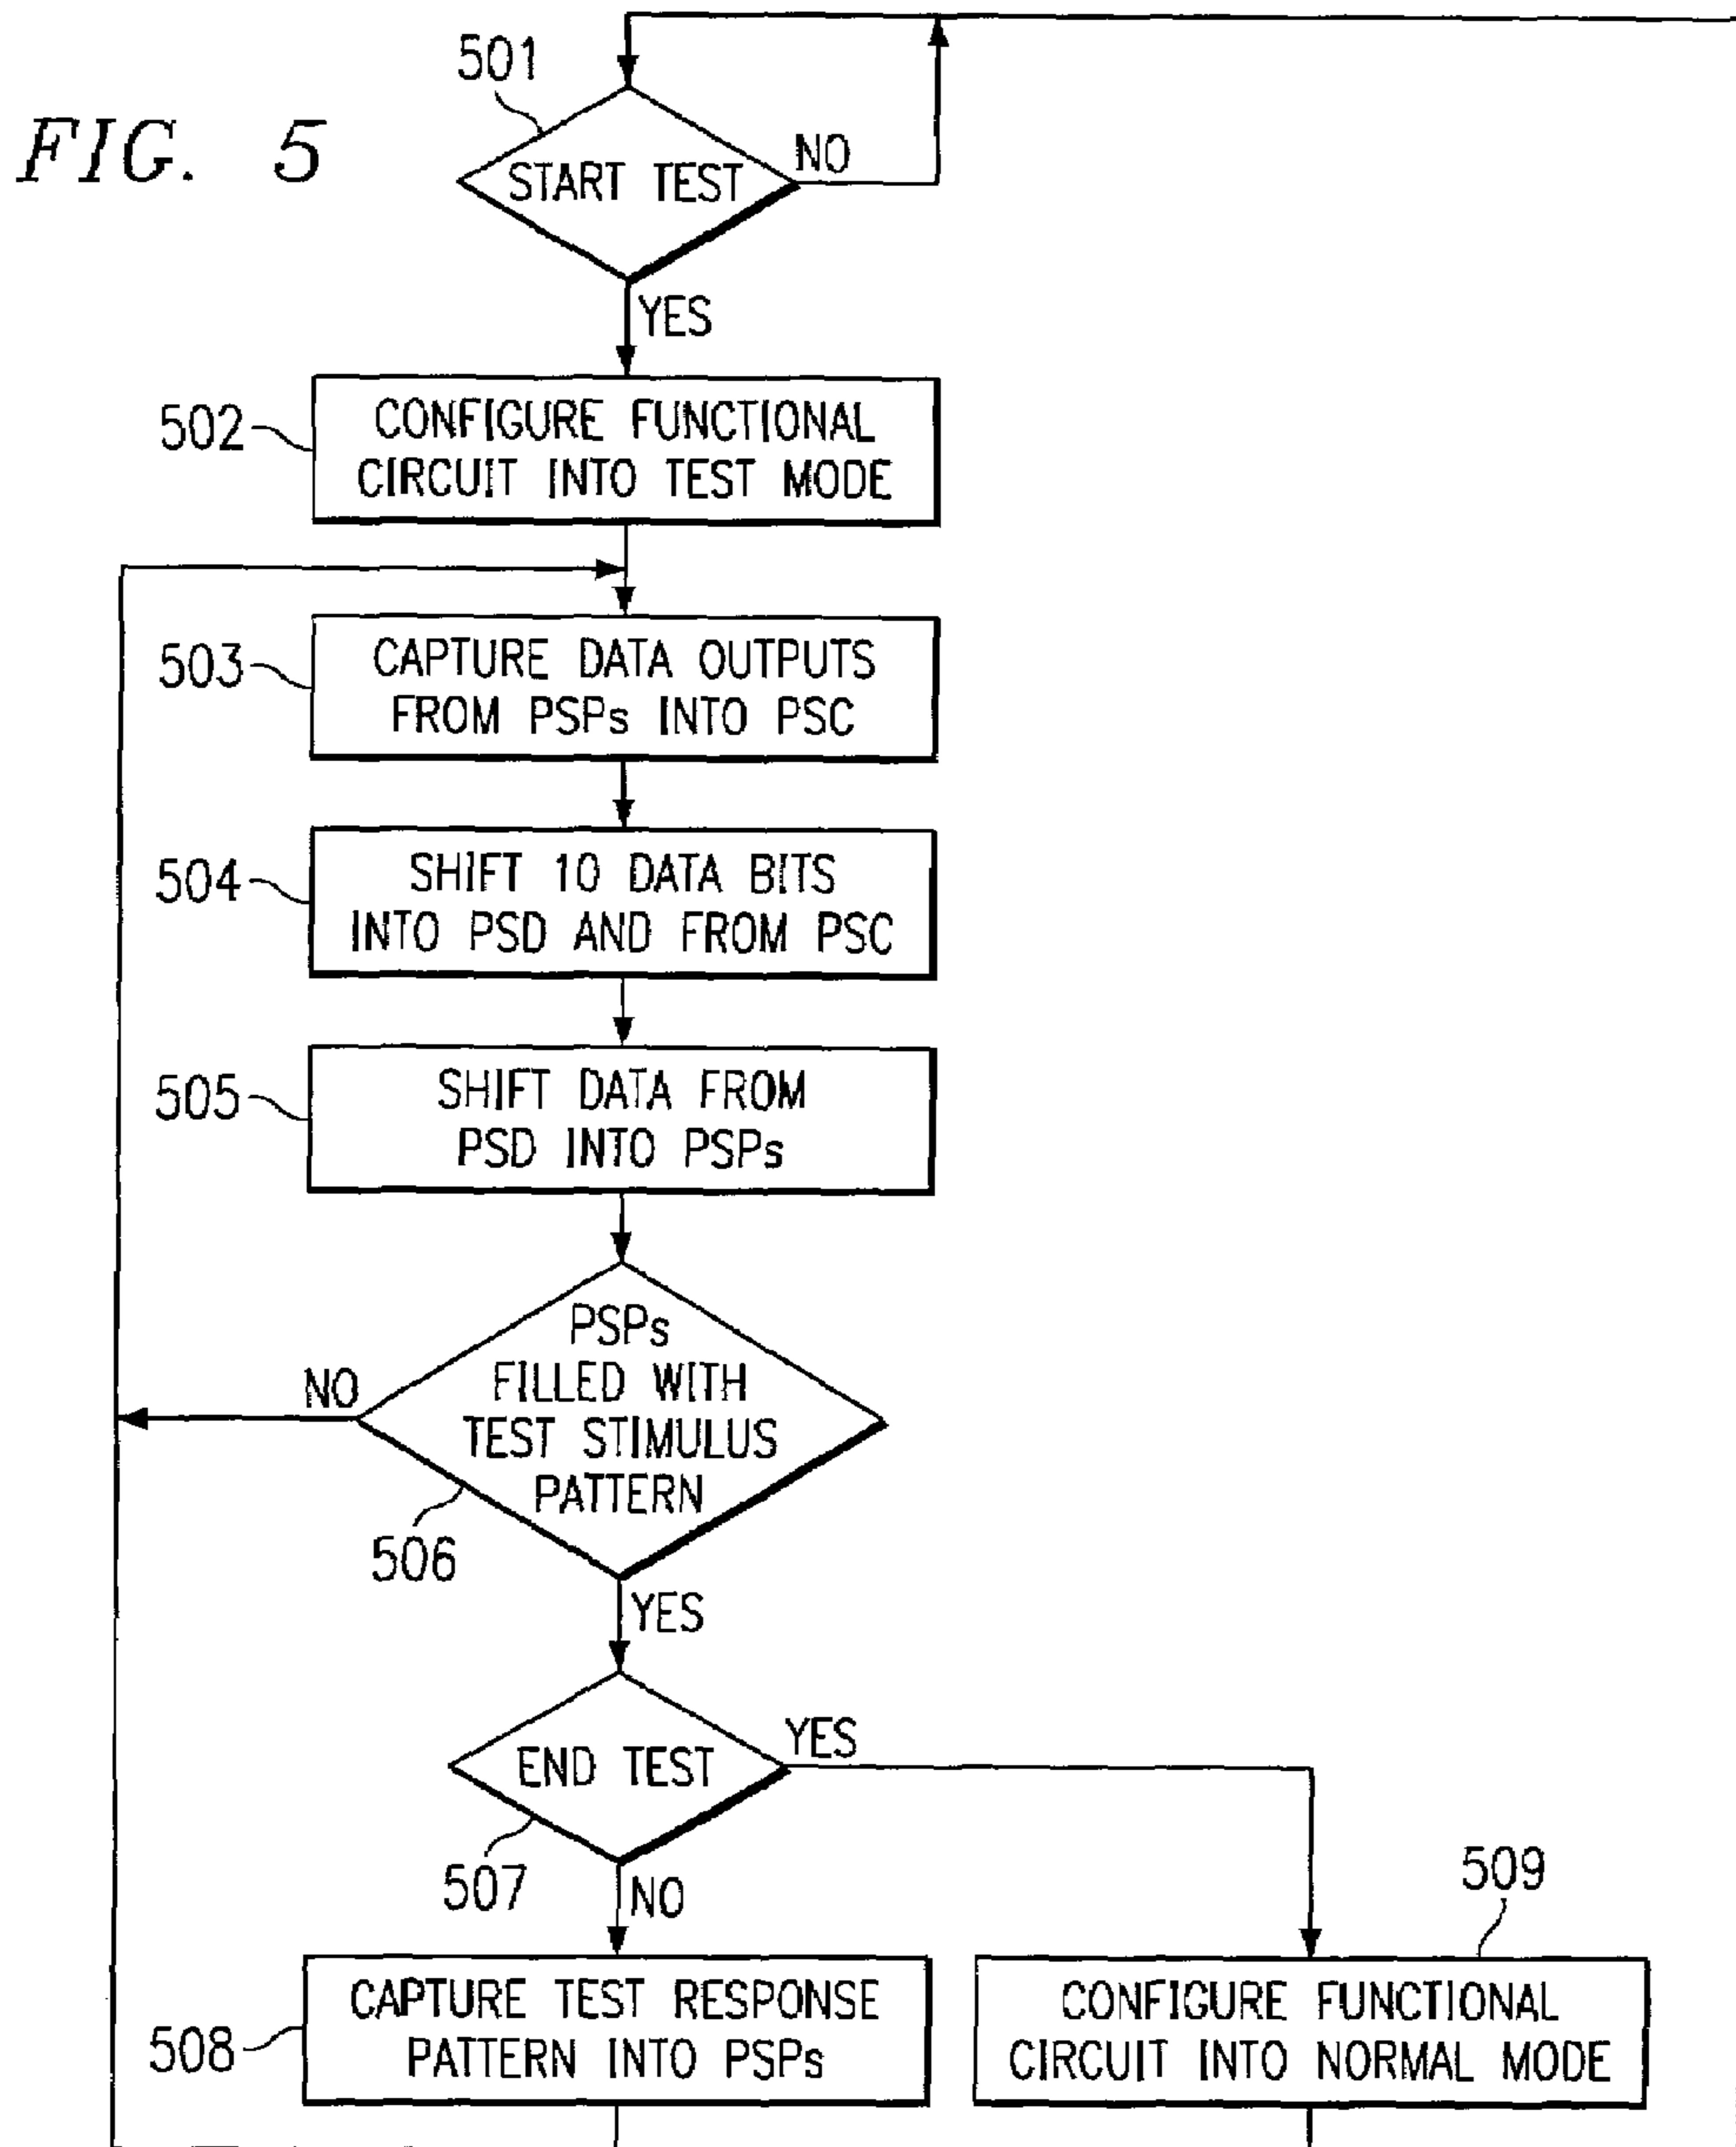 FIG. 5
501
START TEST
NO
YES
502
CONFIGURE FUNCTIONAL
CIRCUIT INTO TEST MODE
503
CAPTURE DATA OUTPUTS
FROM PSPs INTO PSC
504
SHIFT 10 DATA BITS
INTO PSD AND FROM PSC
505
SHIFT DATA FROM
PSD INTO PSPs
PSPs
FILLED WITH
TEST STIMULUS
PATTERN
NO
506
YES
END TEST
YES
507
NO
509
508
CAPTURE TEST RESPONSE
PATTERN INTO PSPs
CONFIGURE FUNCTIONAL
CIRCUIT INTO NORMAL MODE